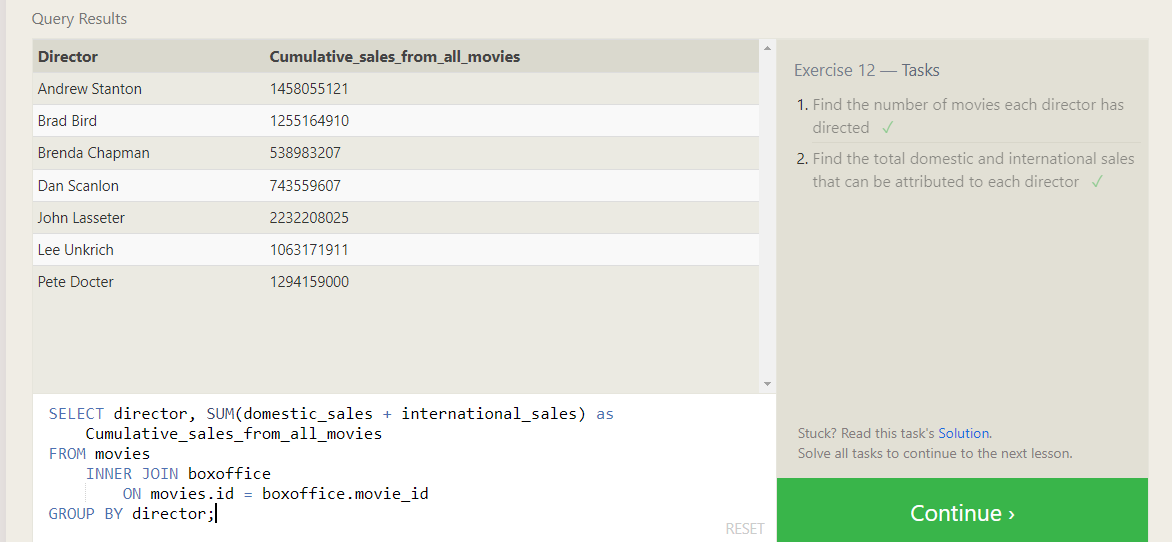 Query Results
Director Cumulative_sales_from_all_movies
Andrew Stanton 1458055121
Brad Bird 1255164910
Brenda Chapman 538983207
Dan Scanlon 743559607
John Lasseter 2232208025
Lee Unkrich 1063171911
Pete Docter 1294159000
SELECT director, SUM(domestic_sales + international_sales) as
Cumulative_sales_from_all_movies
FROM movies
INNER JOIN boxoffice
ON movies.id = boxoffice.movie_id
GROUP BY director;
RESET
Exercise 12 — Tasks
1. Find the number of movies each director has
directed ✓
2. Find the total domestic and international sales
that can be attributed to each director ✓
Stuck? Read this task's Solution.
Solve all tasks to continue to the next lesson.
Continue ›